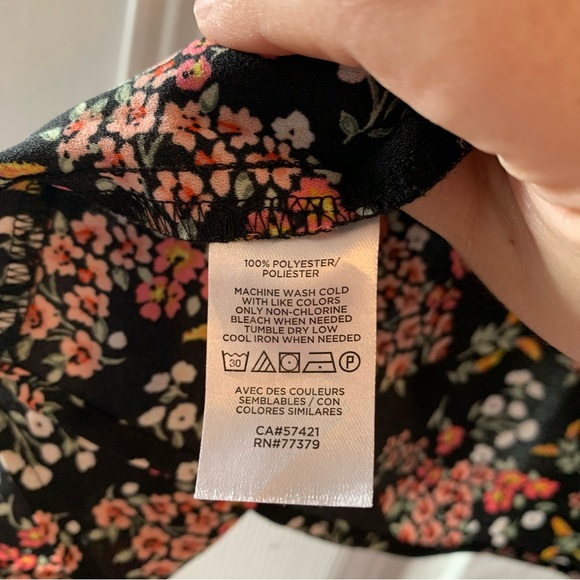 100% POLYESTER/
POLIÉSTER
MACHINE WASH COLD
WITH LIKE COLORS
ONLY NON-CHLORINE
BLEACH WHEN NEEDED
TUMBLE DRY LOW
COOL IRON WHEN NEEDED
30 P
AVEC DES COULEURS
SEMBLABLES / CON
COLORES SIMILARES
CA#57421
RN#77379